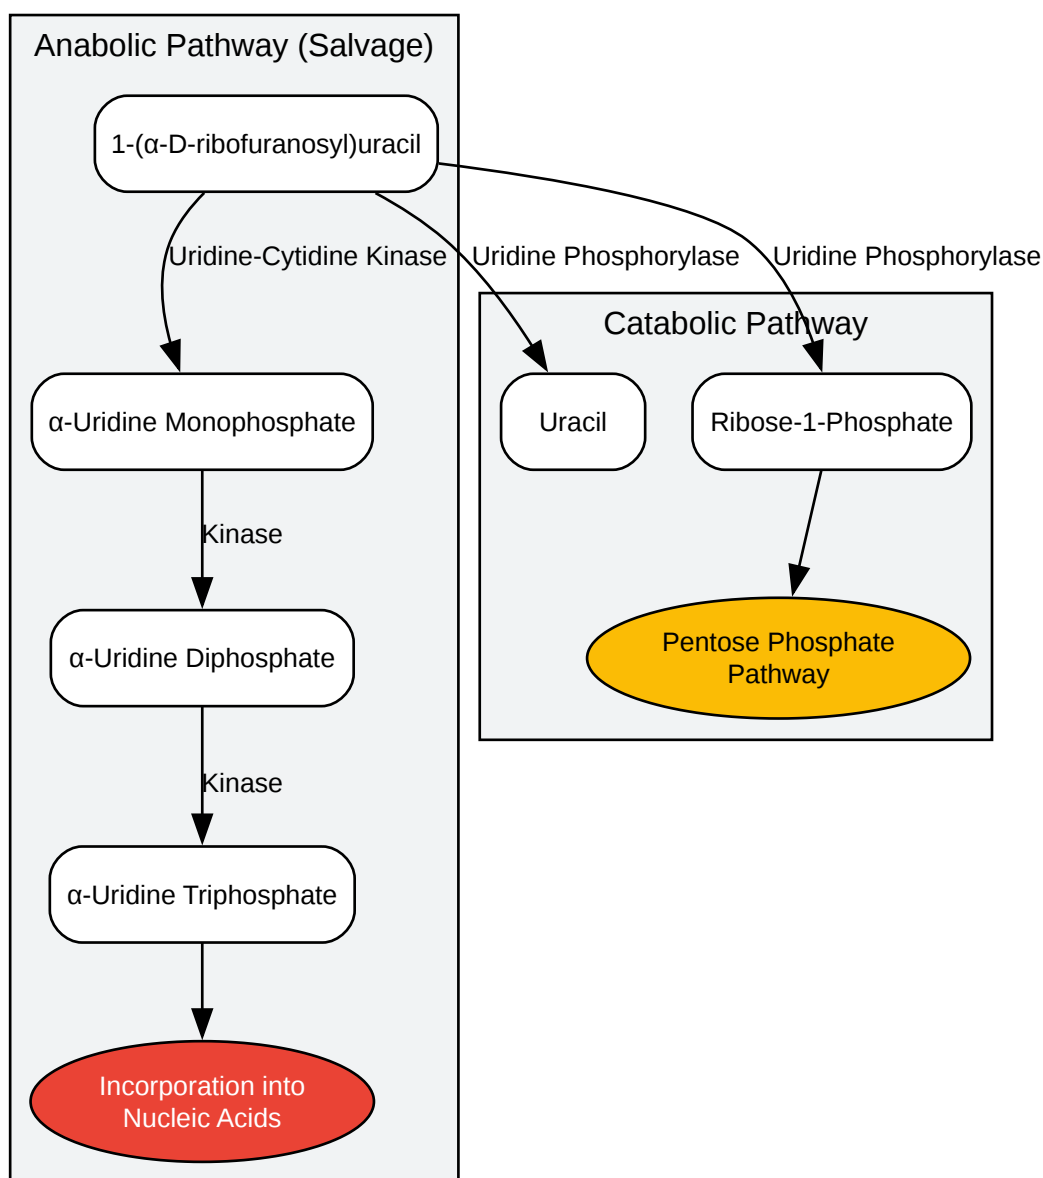 Anabolic Pathway (Salvage)
1-(α-D-ribofuranosyl)uracil
Uridine-Cytidine Kinase
Uridine Phosphorylase
Uridine Phosphorylase
Catabolic Pathway
α-Uridine Monophosphate
Uracil
Ribose-1-Phosphate
Kinase
α-Uridine Diphosphate
Pentose Phosphate
Pathway
Kinase
α-Uridine Triphosphate
Incorporation into
Nucleic Acids